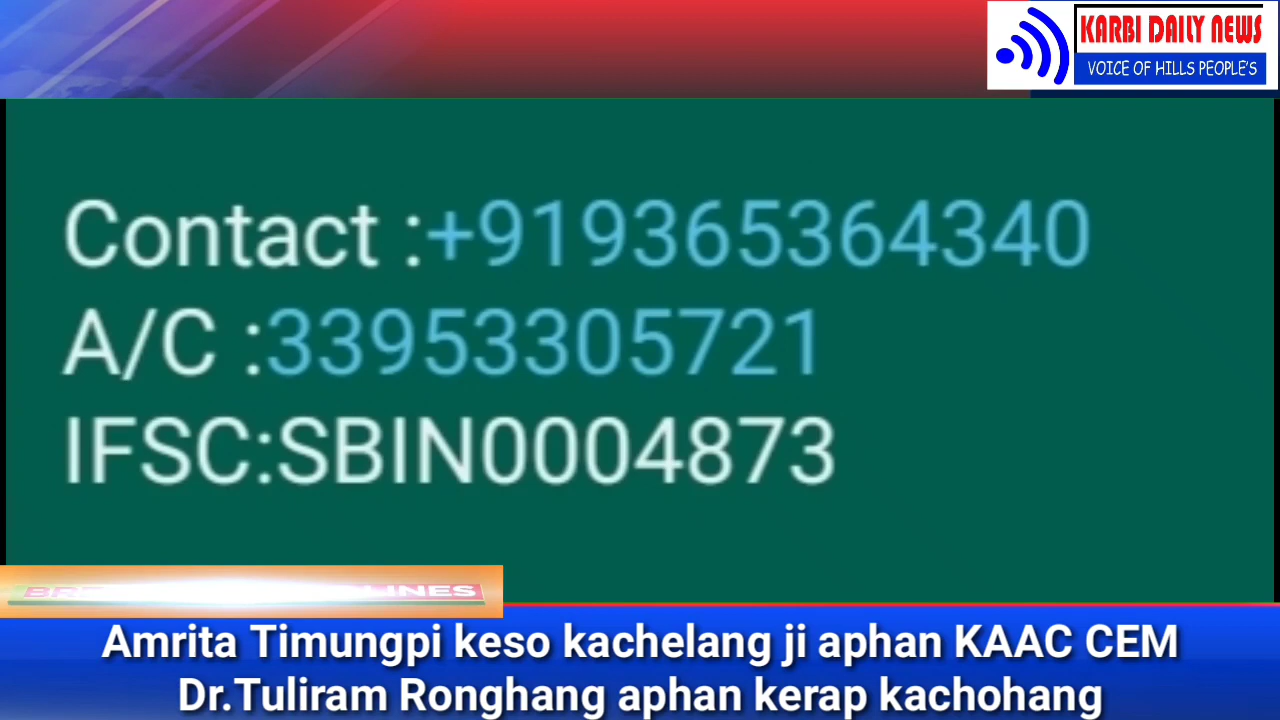 KARBI DAILY NEWS
VOICE OF HILLS PEOPLE'S
Contact :+919365364340
A/C :33953305721
IFSC:SBIN0004873
Amrita Timungpi keso kachelang ji aphan KAAC CEM
Dr.Tuliram Ronghang aphan kerap kachohang